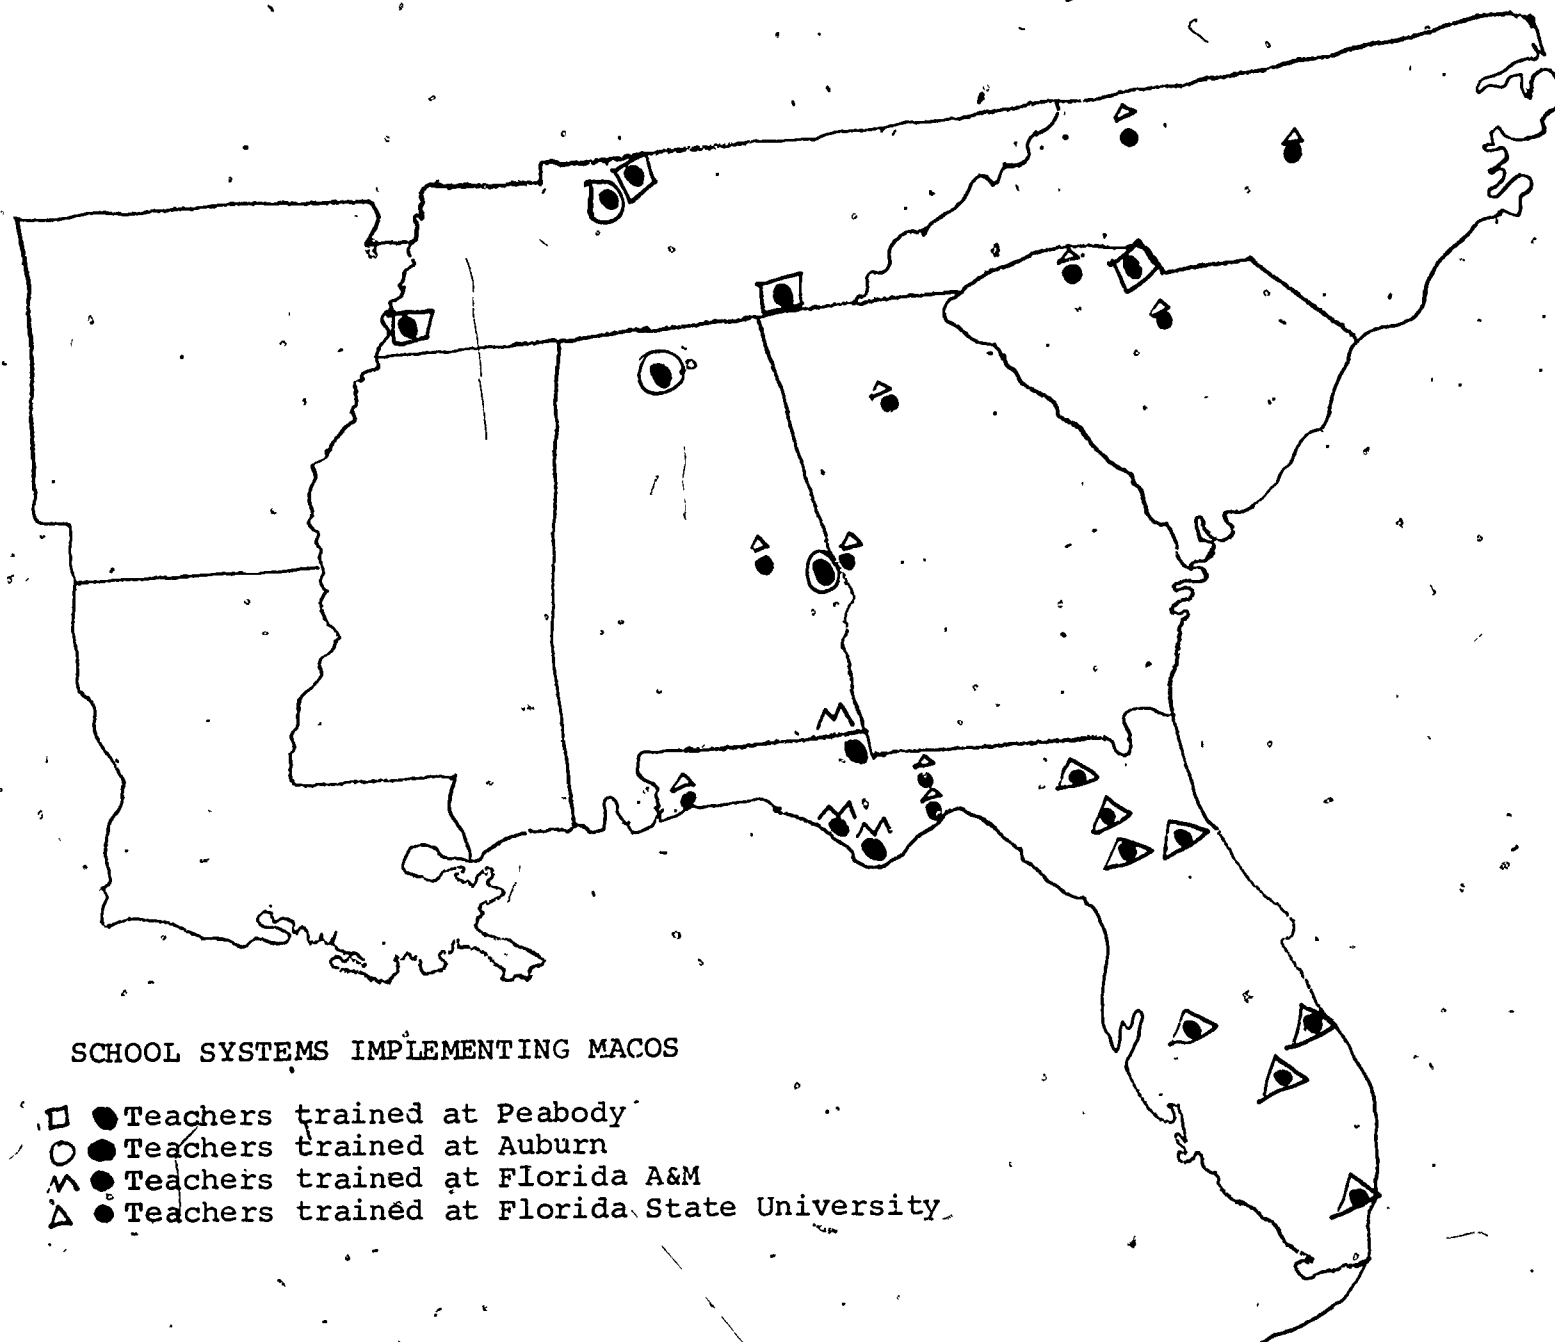 SCHOOL SYSTEMS IMPLEMENTING MACOS
Teachers trained at Peabody
Teachers trained at Auburn
Teachers trained at Florida A&M
Teachers trained at Florida State University